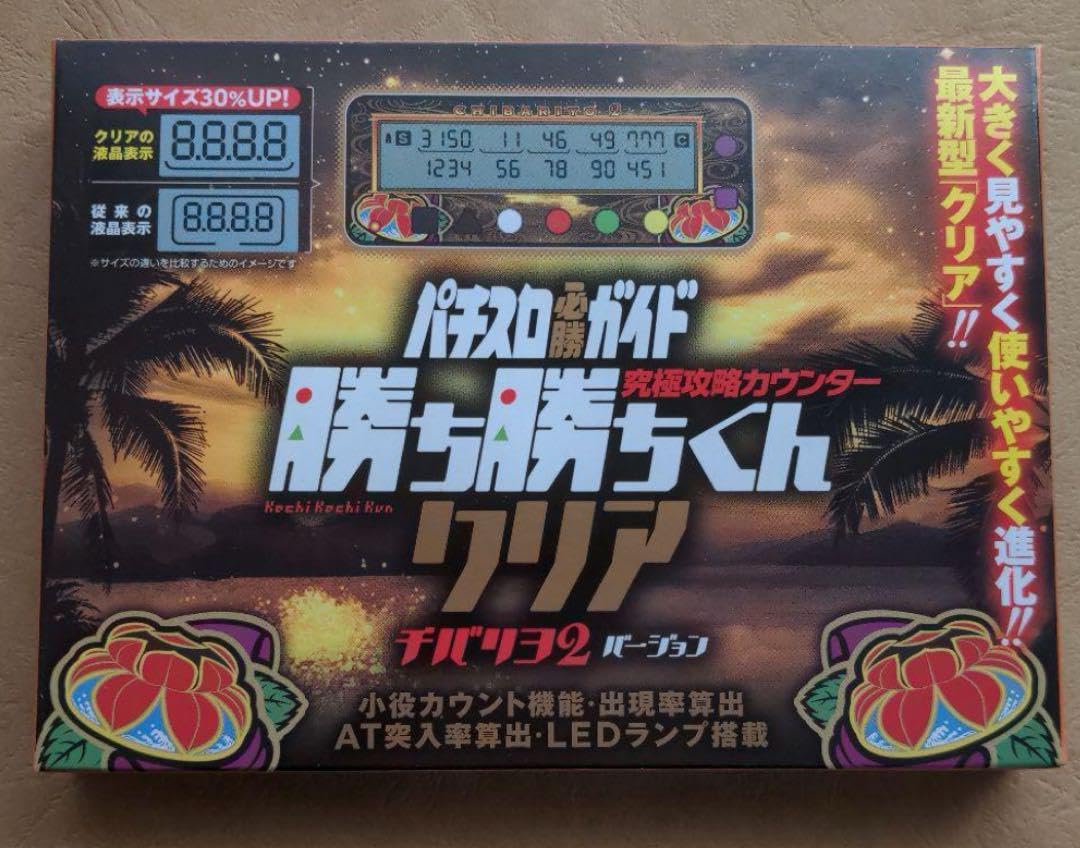 表示サイズ30%UP!
クリアの
液晶表示
8.8.8.8
従来の
液晶表示
8.8.8.8
※サイズの違いを比較するためのイメージです
CHIBARIYO 2
S 3150 11 46 49 777 C
1234 56 78 90 451
大きく見やすく使いやすく進化!!
最新型「クリア」!!
パチスロ必勝ガイド
究極攻略カウンター
勝ち勝ちくん
Kachi Kachi Kun
クリア
チバリヨ2 バージョン
小役カウント機能・出現率算出
AT突入率算出・LEDランプ搭載